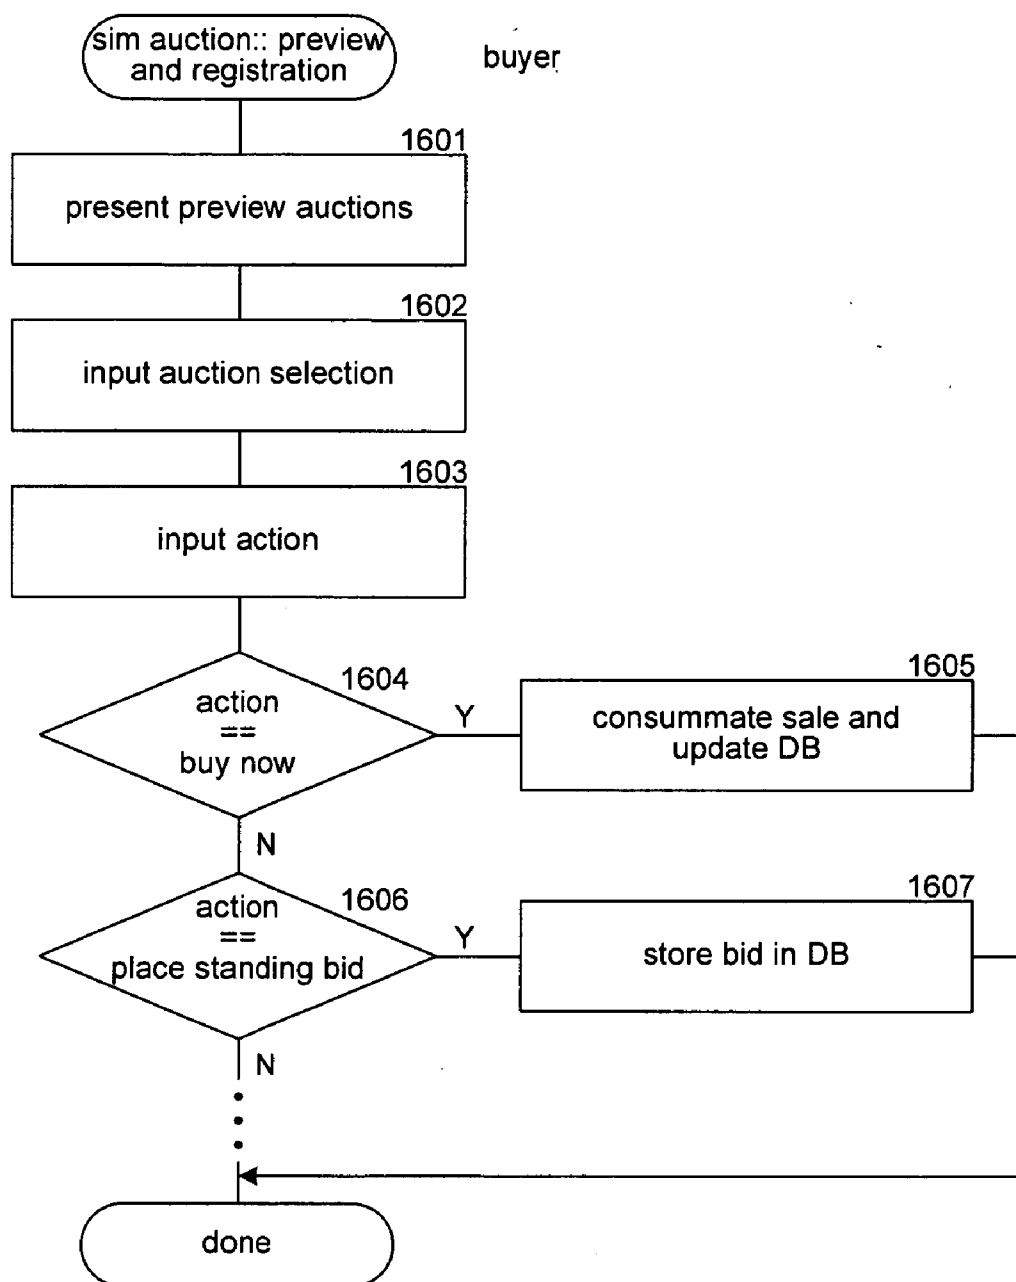 sim auction:: preview
and registration
buyer
1601
present preview auctions
1602
input auction selection
1603
input action
1604
action
==
buy now
Y
1605
consummate sale and
update DB
N
1606
action
==
place standing bid
Y
1607
store bid in DB
N
done